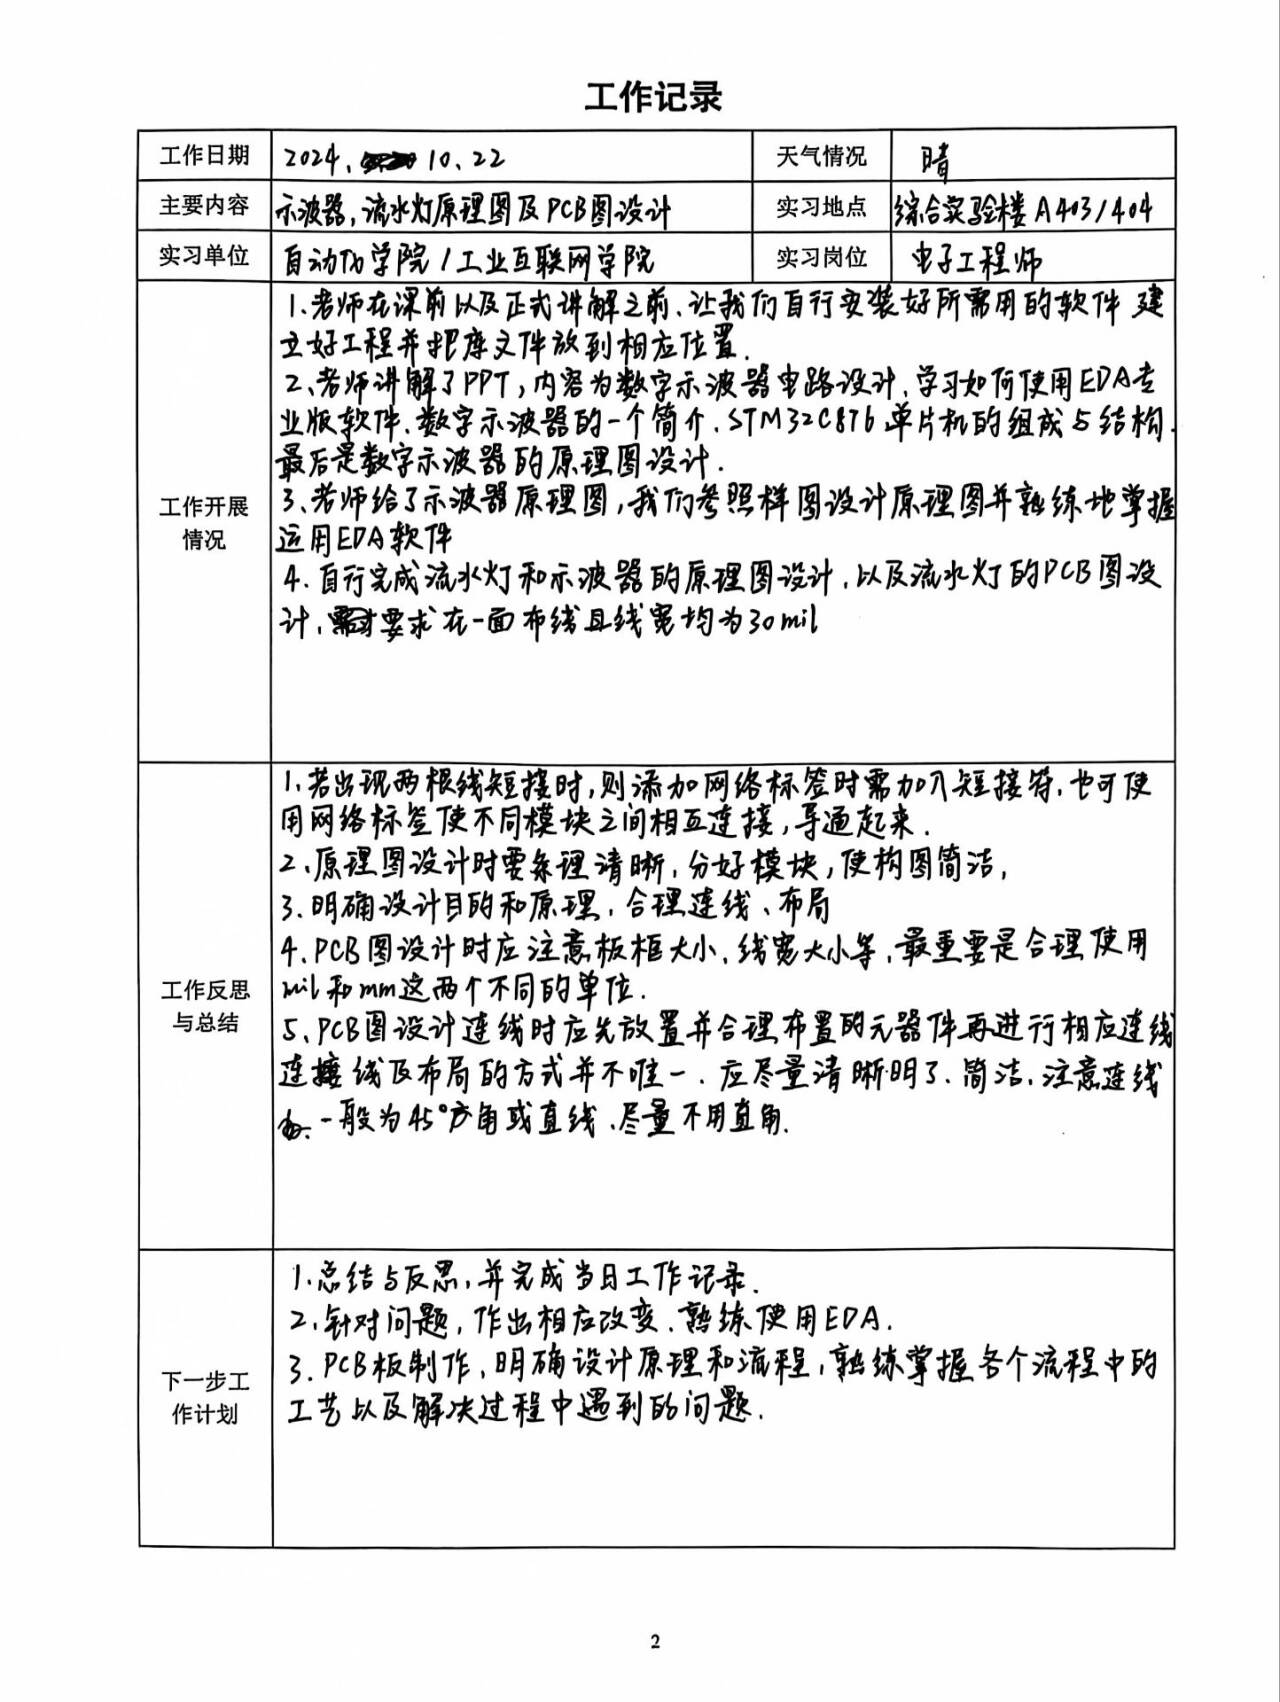 工作记录
工作日期 2024. 10.22 天气情况 晴
主要内容 示波器,流水灯原理图及PCB图设计 实习地点 综合实验楼A403/404
实习单位 自动化学院/工业互联网学院 实习岗位 电子工程师
1.老师在课前以及正式讲解之前、让我们自行安装好所需用的软件 建
立好工程并把库文件放到相应位置.
2、老师讲解了PPT,内容为数字示波器电路设计、学习如何使用EDA专
业版软件、数字示波器的一个简介、STM32C8T6单片机的组成与结构.
最后是数字示波器的原理图设计.
工作开展
情况
3、老师给了示波器原理图,我们参照样图设计原理图并熟练地掌握
运用EDA软件
4.自行完成流水灯和示波器的原理图设计,以及流水灯的PCB图设
计、要求在一面布线且线宽均为30mil
1.若出现两根线短接时,则添加网络标签时需加入短接符,也可使
用网络标签使不同模块之间相互连接,导通起来.
2、原理图设计时要条理清晰,分好模块,使构图简洁,
3.明确设计目的和原理,合理连线、布局
4、PCB图设计时应注意板框大小、线宽大小等,最重要是合理使用
mil和mm这两个不同的单位.
工作反思
与总结
5、PCB图设计连线时应先放置并合理布置的元器件再进行相应连线
连接线及布局的方式并不唯一.应尽量清晰明了、简洁、注意连线
一般为45°方角或直线、尽量不用直角.
1.总结与反思,并完成当日工作记录.
2、针对问题,作出相应改变、熟练使用EDA.
下一步工
作计划
3、PCB板制作,明确设计原理和流程,熟练掌握各个流程中的
工艺以及解决过程中遇到的问题.
2